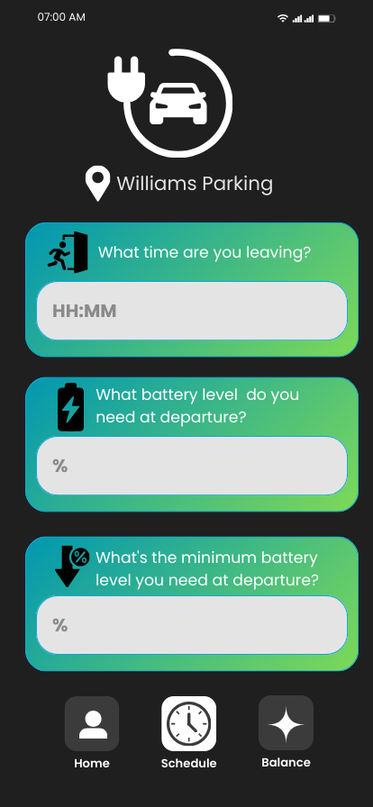 07:00 AM
Williams Parking
What time are you leaving?
HH:MM
What battery level do you
need at departure?
%
%
What's the minimum battery
level you need at departure?
%
Home
Schedule
Balance